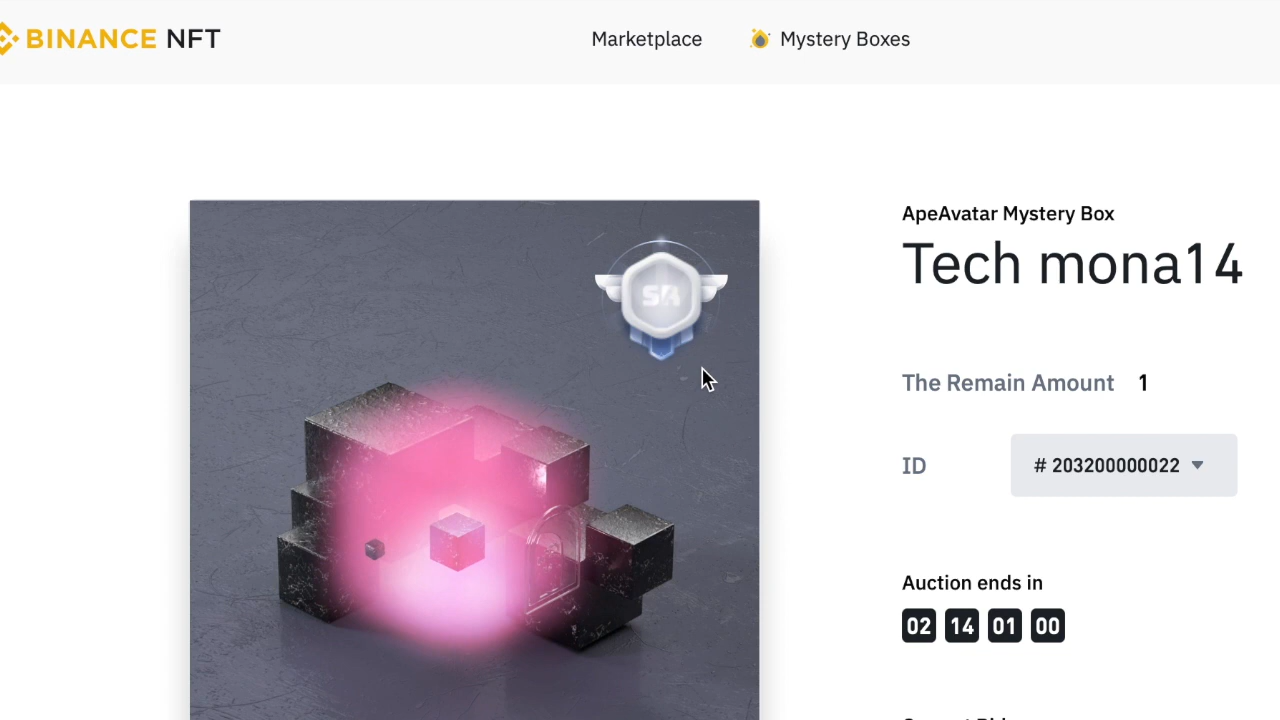 BINANCE NFT
Marketplace
Mystery Boxes
SR
ApeAvatar Mystery Box
Tech mona14
The Remain Amount 1
ID # 203200000022
Auction ends in
02 14 01 00